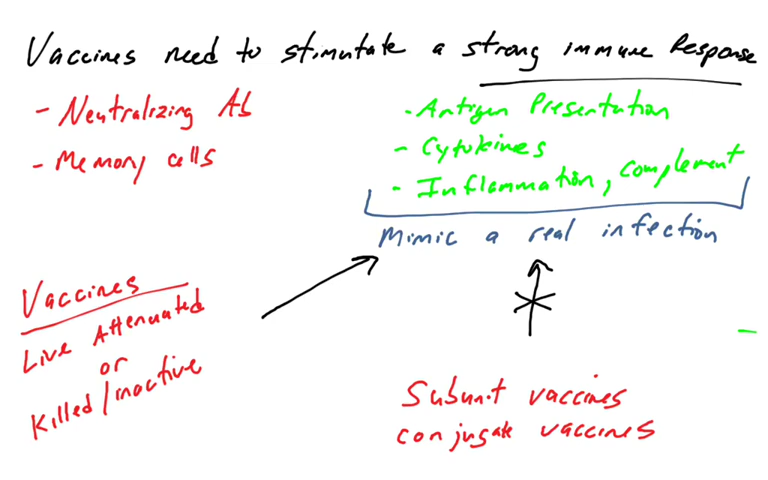 Vaccines need to stimutate a strong immune Response
- Neutralizing Ab
- Memory cells
- Antigen Presentation
- Cytokines
- Inflammation, complement
Mimic a real infection
Vaccines
Live Attenuated
or
Killed/inactive
Subunit vaccines
conjugate vaccines